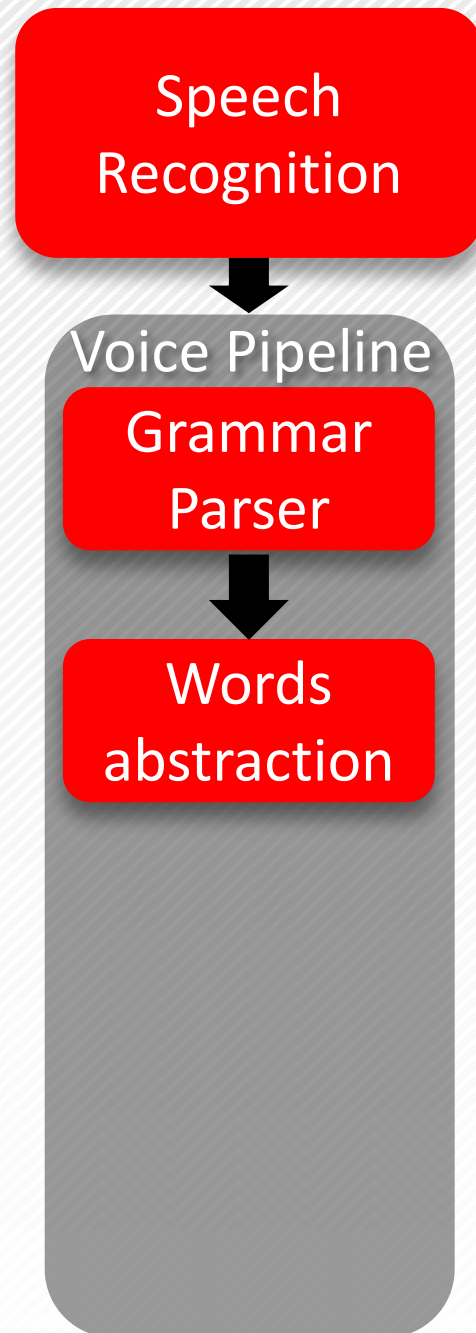 Speech
Recognition
Voice Pipeline
Grammar
Parser
Words
abstraction